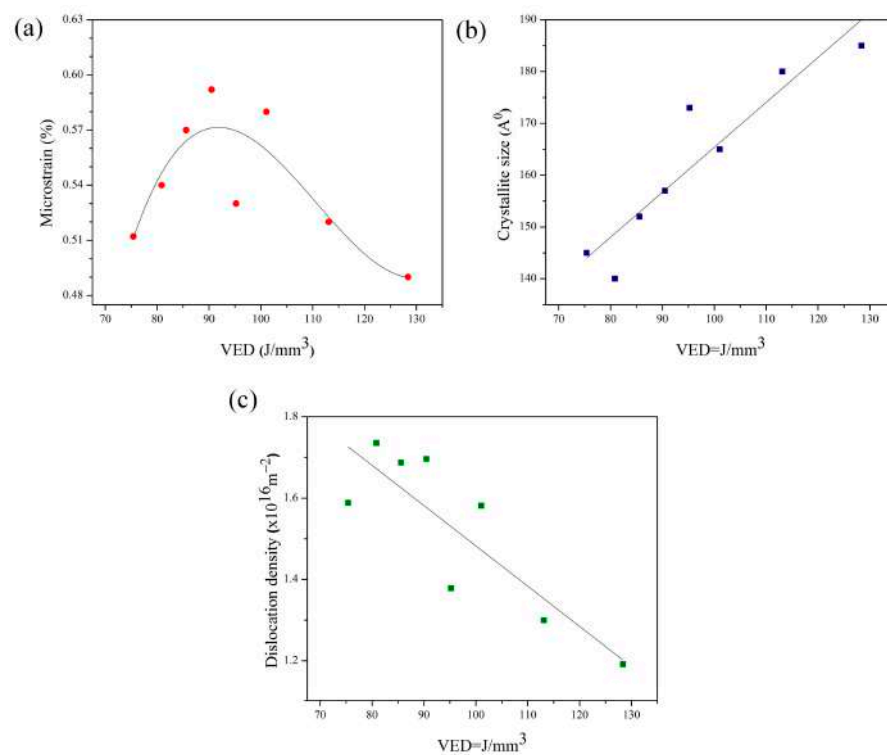 (a)
0.63
0.60
0.57
0.54
0.51
0.48
Microstrain (%)
70 80 90 100 110 120 130
VED (J/mm³)
(b)
190
180
170
160
150
140
Crystallite size (A⁰)
70 80 90 100 110 120 130
VED=J/mm³
(c)
1.8
1.6
1.4
1.2
Dislocation density (x10¹⁶m⁻²)
70 80 90 100 110 120 130
VED=J/mm³